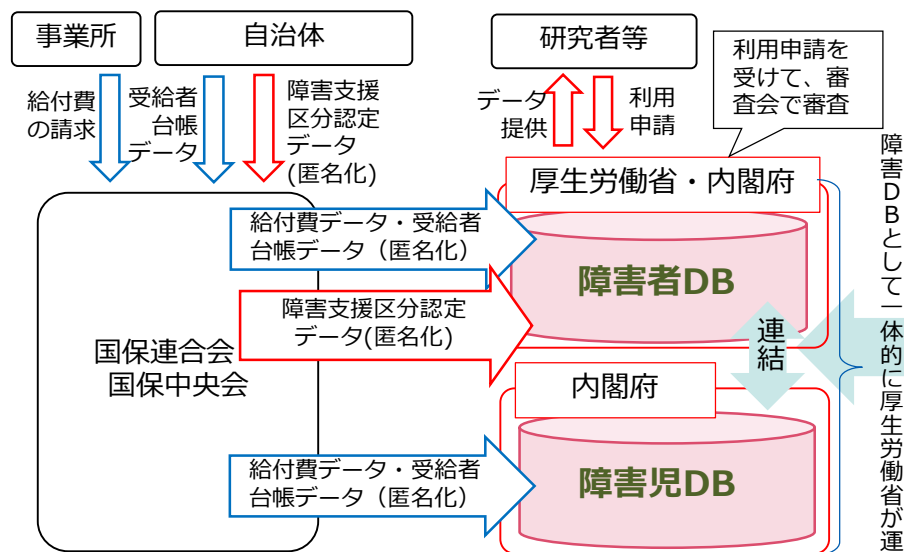 事業所
自治体
研究者等
利用申請を
受けて、審
査会で審査
給付費
の請求
受給者
台帳
データ
障害支援
区分認定
データ
(匿名化)
データ
提供
利用
申請
厚生労働省・内閣府
給付費データ・受給者
台帳データ（匿名化）
障害者DB
障害支援区分認定
データ(匿名化)
国保連合会
国保中央会
連結
内閣府
給付費データ・受給者
台帳データ（匿名化）
障害児DB
障害DBとして一体的に厚生労働省が運